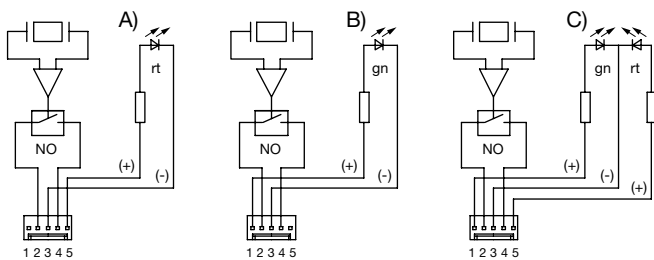 A)
rt
NO
(+)
(-)
1 2 3 4 5
B)
gn
NO
(+)
(-)
1 2 3 4 5
C)
gn
rt
NO
(+)
(-)
(+)
1 2 3 4 5